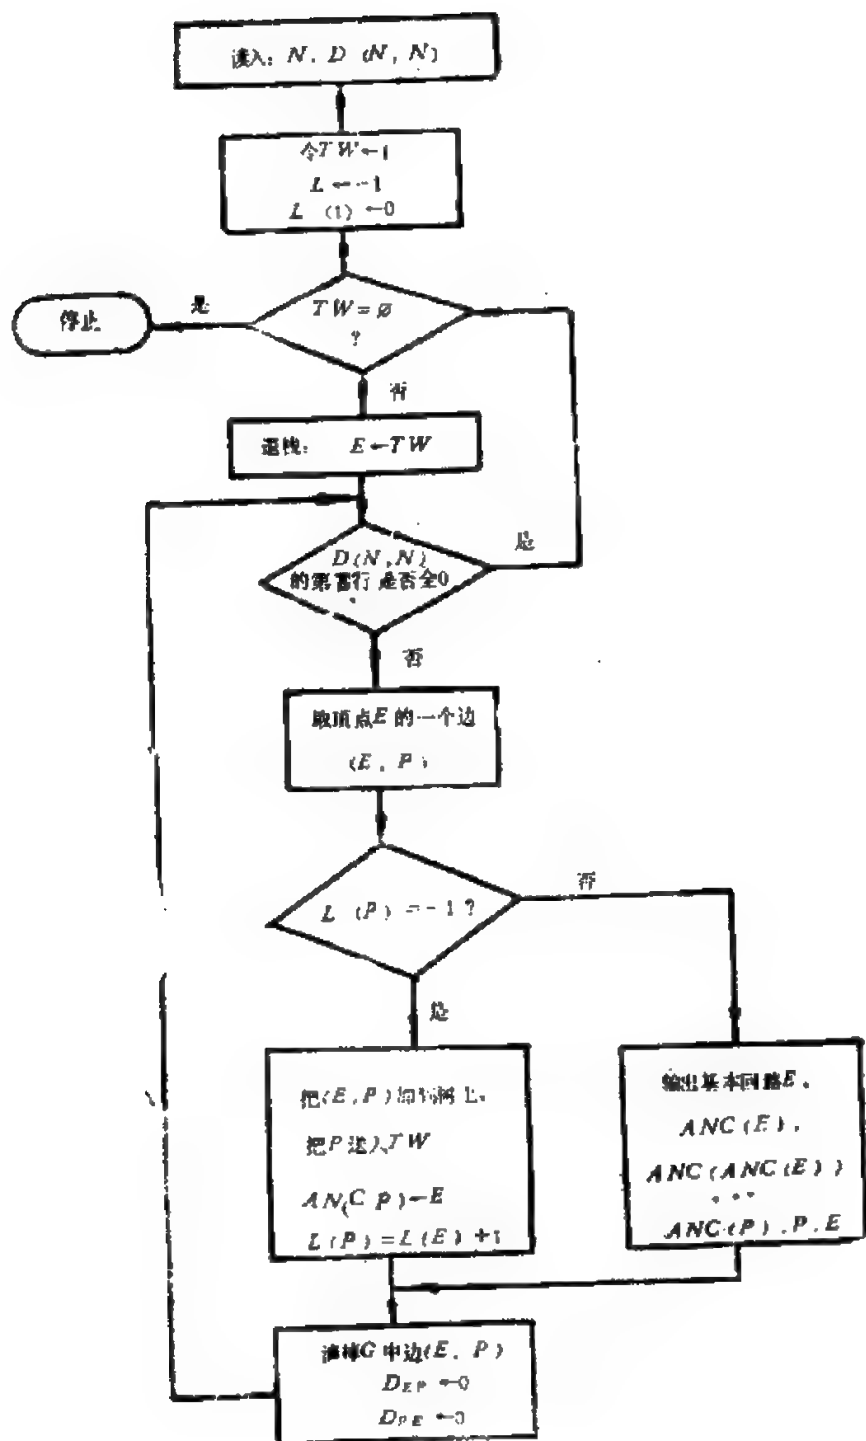 读入: N, D (N, N)
令TW←1
L ←-1
L (1) ←0
TW=∅
?
是
停止
否
退栈: E←TW
D(N,N)
的第E行 是否全0
是
否
取顶点E的一个边
(E, P)
L (P) =-1?
否
是
把(E,P)加到树上,
把P送入TW
AN(C P)←E
L(P)=L(E)+1
输出基本回路E,
ANC(E),
ANC(ANC(E))
...
ANC(P),P,E
清掉G中边(E, P)
D_EP ←0
D_PE ←0